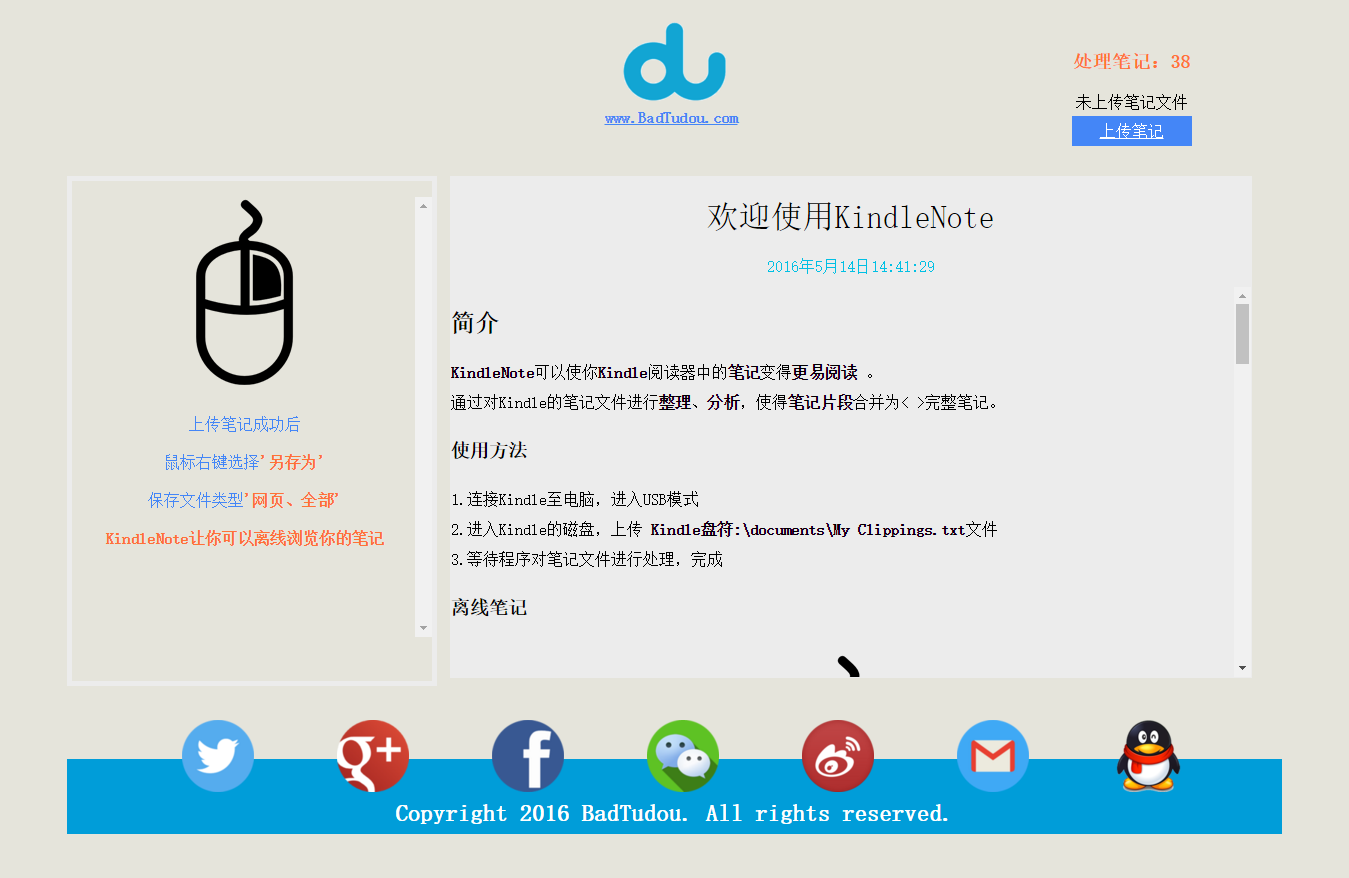 www.BadTudou.com
处理笔记：38
未上传笔记文件
上传笔记
上传笔记成功后
鼠标右键选择'另存为'
保存文件类型'网页、全部'
KindleNote让你可以离线浏览你的笔记
欢迎使用KindleNote
2016年5月14日14:41:29
简介
KindleNote可以使你Kindle阅读器中的笔记变得更易阅读 。
通过对Kindle的笔记文件进行整理、分析，使得笔记片段合并为< >完整笔记。
使用方法
1.连接Kindle至电脑，进入USB模式
2.进入Kindle的磁盘，上传 Kindle盘符:\documents\My Clippings.txt文件
3.等待程序对笔记文件进行处理，完成
离线笔记
g+
f
Copyright 2016 BadTudou. All rights reserved.